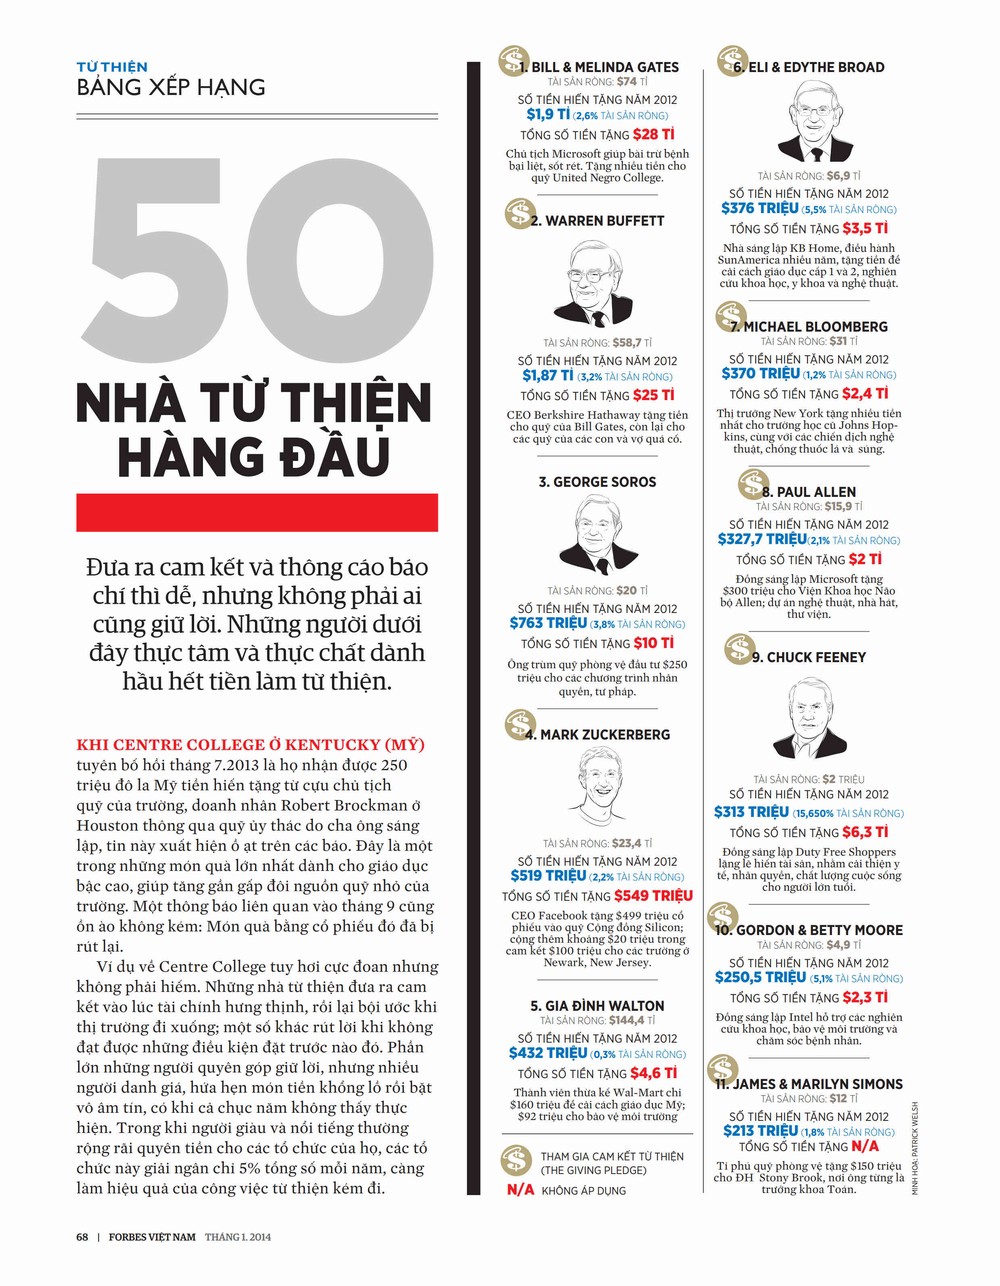 TỪ THIỆN
BẢNG XẾP HẠNG
50
NHÀ TỪ THIỆN
HÀNG ĐẦU
Đưa ra cam kết và thông cáo báo
chí thì dễ, nhưng không phải ai
cũng giữ lời. Những người dưới
đây thực tâm và thực chất dành
hầu hết tiền làm từ thiện.
KHI CENTRE COLLEGE Ở KENTUCKY (MỸ)
tuyên bố hồi tháng 7.2013 là họ nhận được 250
triệu đô la Mỹ tiền hiến tặng từ cựu chủ tịch
quỹ của trường, doanh nhân Robert Brockman ở
Houston thông qua quỹ ủy thác do cha ông sáng
lập, tin này xuất hiện ồ ạt trên các báo. Đây là một
trong những món quà lớn nhất dành cho giáo dục
bậc cao, giúp tăng gần gấp đôi nguồn quỹ nhỏ của
trường. Một thông báo liên quan vào tháng 9 cũng
ồn ào không kém: Món quà bằng cổ phiếu đó đã bị
rút lại.
Ví dụ về Centre College tuy hơi cực đoan nhưng
không phải hiếm. Những nhà từ thiện đưa ra cam
kết vào lúc tài chính hưng thịnh, rồi lại bội ước khi
thị trường đi xuống; một số khác rút lời khi không
đạt được những điều kiện đặt trước nào đó. Phần
lớn những người quyên góp giữ lời, nhưng nhiều
người danh giá, hứa hẹn món tiền khổng lồ rồi bặt
vô âm tín, có khi cả chục năm không thấy thực
hiện. Trong khi người giàu và nổi tiếng thường
rộng rãi quyên tiền cho các tổ chức của họ, các tổ
chức này giải ngân chỉ 5% tổng số mỗi năm, càng
làm hiệu quả của công việc từ thiện kém đi.
1. BILL & MELINDA GATES
TÀI SẢN RÒNG: $74 TỈ
SỐ TIỀN HIẾN TẶNG NĂM 2012
$1,9 TỈ (2,6% TÀI SẢN RÒNG)
TỔNG SỐ TIỀN TẶNG $28 TỈ
Chủ tịch Microsoft giúp bài trừ bệnh
bại liệt, sốt rét. Tặng nhiều tiền cho
quỹ United Negro College.
2. WARREN BUFFETT
TÀI SẢN RÒNG: $58,7 TỈ
SỐ TIỀN HIẾN TẶNG NĂM 2012
$1,87 TỈ (3,2% TÀI SẢN RÒNG)
TỔNG SỐ TIỀN TẶNG $25 TỈ
CEO Berkshire Hathaway tặng tiền
cho quỹ của Bill Gates, còn lại cho
các quỹ của các con và vợ quá cố.
3. GEORGE SOROS
TÀI SẢN RÒNG: $20 TỈ
SỐ TIỀN HIẾN TẶNG NĂM 2012
$763 TRIỆU (3,8% TÀI SẢN RÒNG)
TỔNG SỐ TIỀN TẶNG $10 TỈ
Ông trùm quỹ phòng vệ đầu tư $250
triệu cho các chương trình nhân
quyền, tư pháp.
4. MARK ZUCKERBERG
TÀI SẢN RÒNG: $23,4 TỈ
SỐ TIỀN HIẾN TẶNG NĂM 2012
$519 TRIỆU (2,2% TÀI SẢN RÒNG)
TỔNG SỐ TIỀN TẶNG $549 TRIỆU
CEO Facebook tặng $499 triệu cổ
phiếu vào quỹ Cộng đồng Silicon;
cộng thêm khoảng $20 triệu trong
cam kết $100 triệu cho các trường ở
Newark, New Jersey.
5. GIA ĐÌNH WALTON
TÀI SẢN RÒNG: $144,4 TỈ
SỐ TIỀN HIẾN TẶNG NĂM 2012
$432 TRIỆU (0,3% TÀI SẢN RÒNG)
TỔNG SỐ TIỀN TẶNG $4,6 TỈ
Thành viên thừa kế Wal-Mart chi
$160 triệu để cải cách giáo dục Mỹ;
$92 triệu cho bảo vệ môi trường
THAM GIA CAM KẾT TỪ THIỆN
(THE GIVING PLEDGE)
N/A KHÔNG ÁP DỤNG
6. ELI & EDYTHE BROAD
TÀI SẢN RÒNG: $6,9 TỈ
SỐ TIỀN HIẾN TẶNG NĂM 2012
$376 TRIỆU (5,5% TÀI SẢN RÒNG)
TỔNG SỐ TIỀN TẶNG $3,5 TỈ
Nhà sáng lập KB Home, điều hành
SunAmerica nhiều năm, tặng tiền để
cải cách giáo dục cấp 1 và 2, nghiên
cứu khoa học, y khoa và nghệ thuật.
7. MICHAEL BLOOMBERG
TÀI SẢN RÒNG: $31 TỈ
SỐ TIỀN HIẾN TẶNG NĂM 2012
$370 TRIỆU (1,2% TÀI SẢN RÒNG)
TỔNG SỐ TIỀN TẶNG $2,4 TỈ
Thị trưởng New York tặng nhiều tiền
nhất cho trường học cũ Johns Hop-
kins, cùng với các chiến dịch nghệ
thuật, chống thuốc lá và súng.
8. PAUL ALLEN
TÀI SẢN RÒNG: $15,9 TỈ
SỐ TIỀN HIẾN TẶNG NĂM 2012
$327,7 TRIỆU (2,1% TÀI SẢN RÒNG)
TỔNG SỐ TIỀN TẶNG $2 TỈ
Đồng sáng lập Microsoft tặng
$300 triệu cho Viện Khoa học Não
bộ Allen; dự án nghệ thuật, nhà hát,
thư viện.
9. CHUCK FEENEY
TÀI SẢN RÒNG: $2 TRIỆU
SỐ TIỀN HIẾN TẶNG NĂM 2012
$313 TRIỆU (15,650% TÀI SẢN RÒNG)
TỔNG SỐ TIỀN TẶNG $6,3 TỈ
Đồng sáng lập Duty Free Shoppers
lặng lẽ hiến tài sản, nhằm cải thiện y
tế, nhân quyền, chất lượng cuộc sống
cho người lớn tuổi.
10. GORDON & BETTY MOORE
TÀI SẢN RÒNG: $4,9 TỈ
SỐ TIỀN HIẾN TẶNG NĂM 2012
$250,5 TRIỆU (5,1% TÀI SẢN RÒNG)
TỔNG SỐ TIỀN TẶNG $2,3 TỈ
Đồng sáng lập Intel hỗ trợ các nghiên
cứu khoa học, bảo vệ môi trường và
chăm sóc bệnh nhân.
11. JAMES & MARILYN SIMONS
TÀI SẢN RÒNG: $12 TỈ
SỐ TIỀN HIẾN TẶNG NĂM 2012
$213 TRIỆU (1,8% TÀI SẢN RÒNG)
TỔNG SỐ TIỀN TẶNG N/A
Tỉ phú quỹ phòng vệ tặng $150 triệu
cho ĐH Stony Brook, nơi ông từng là
trưởng khoa Toán.
MINH HỌA: PATRICK WELSH
68 | FORBES VIỆT NAM THÁNG 1. 2014